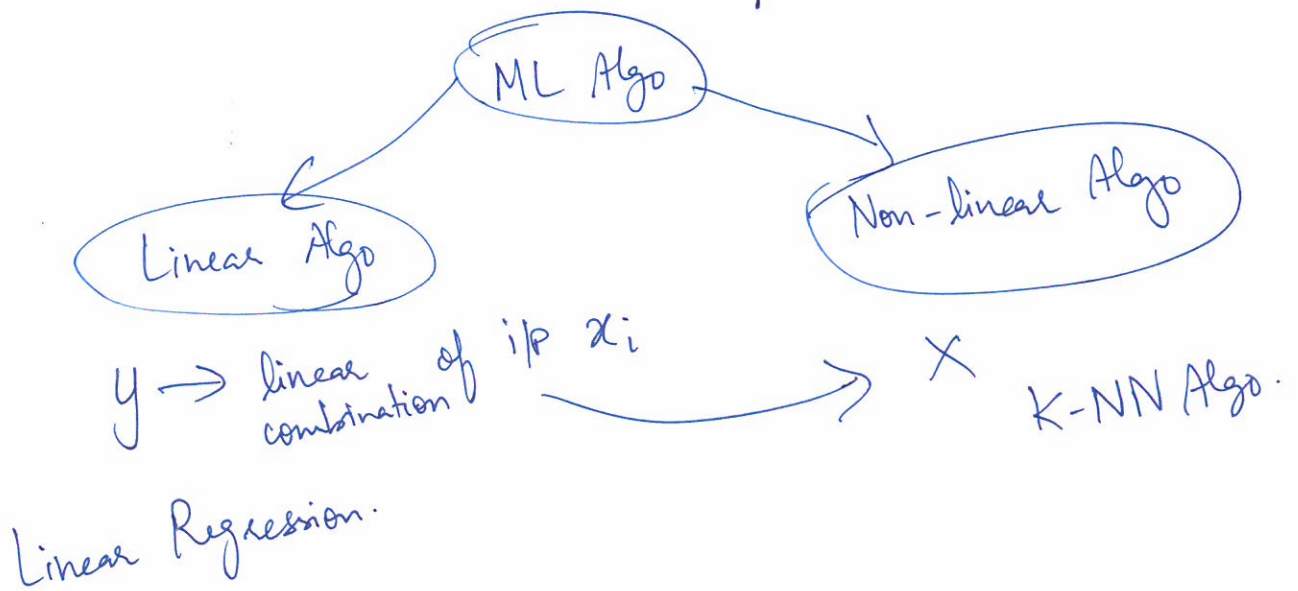 ML Algo
Linear Algo
Non-linear Algo
y → linear combination of i/p xi
X
K-NN Algo.
Linear Regression.